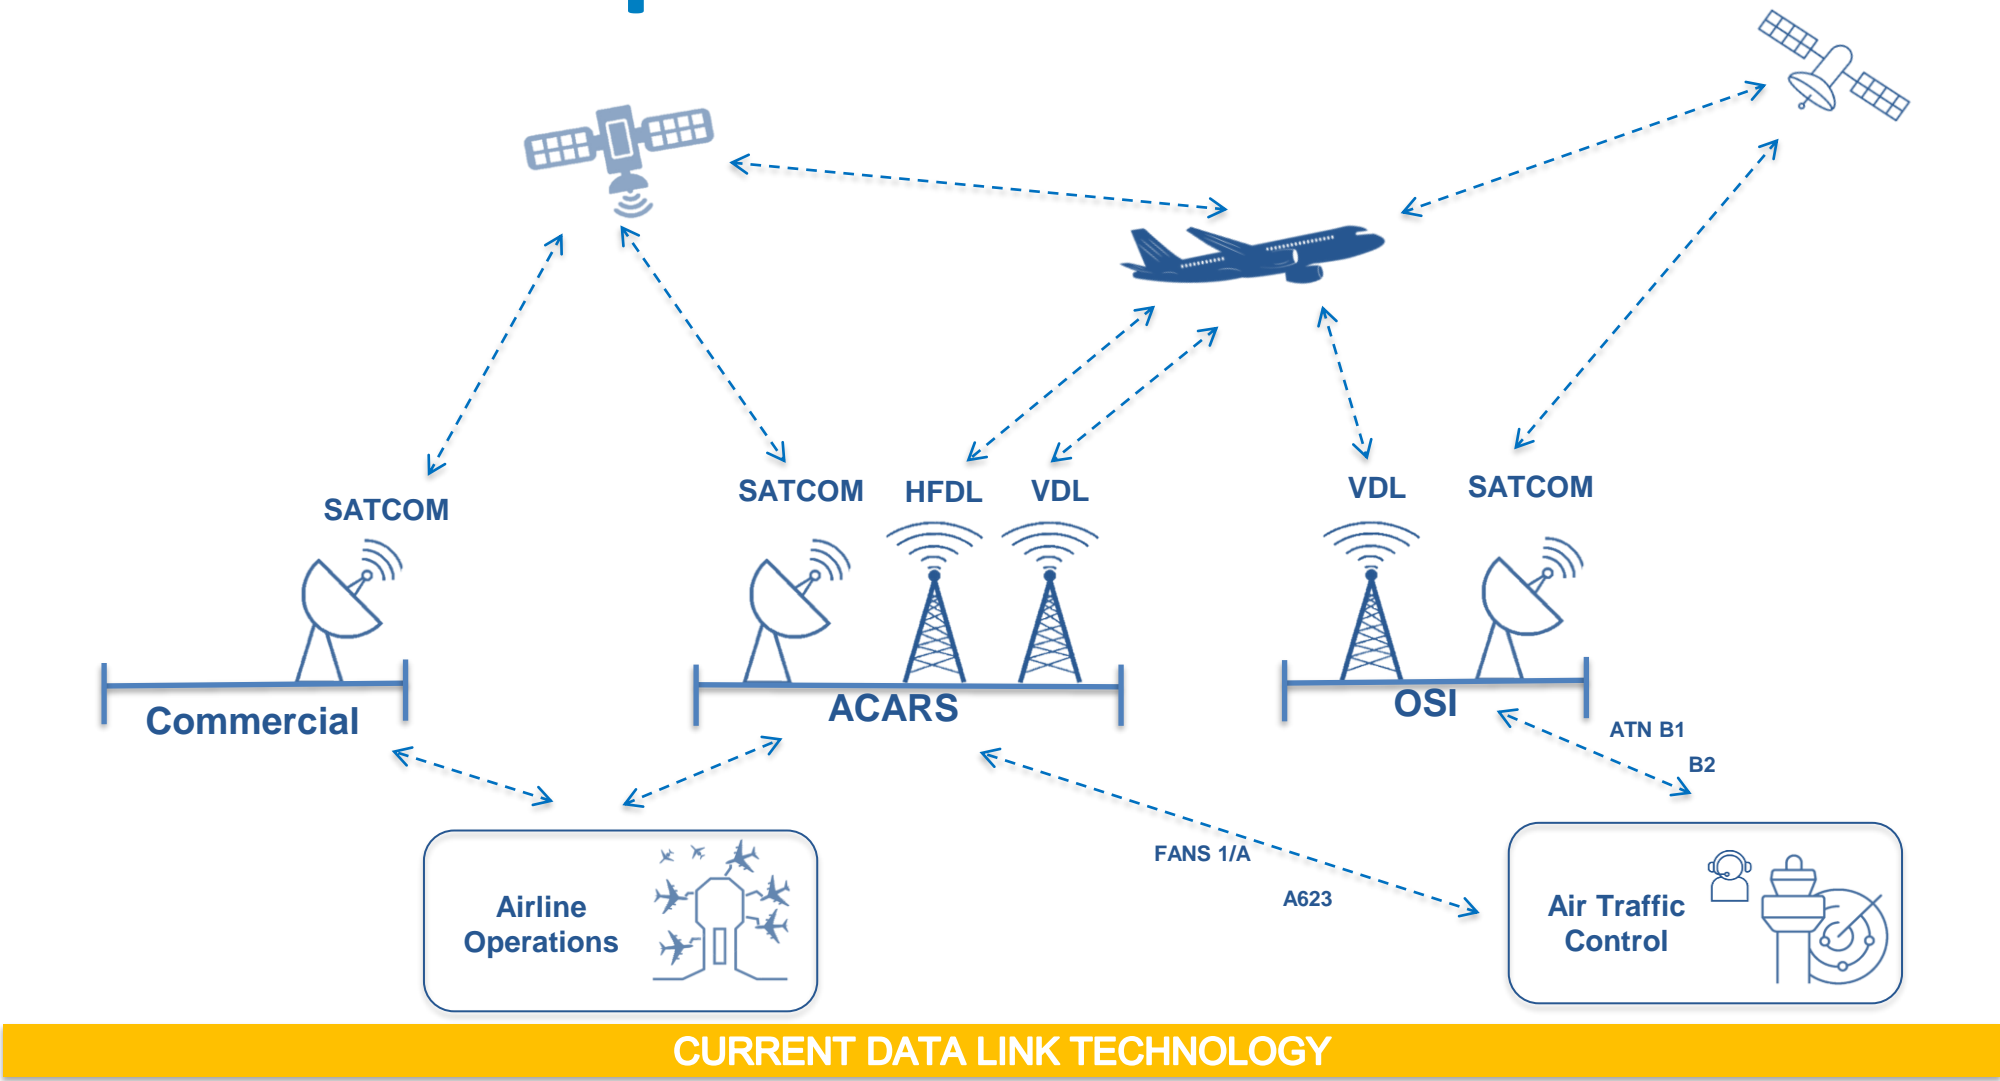 SATCOM
SATCOM
HFDL
VDL
VDL
SATCOM
Commercial
ACARS
OSI
ATN B1
B2
FANS 1/A
A623
Airline
Operations
Air Traffic
Control
CURRENT DATA LINK TECHNOLOGY